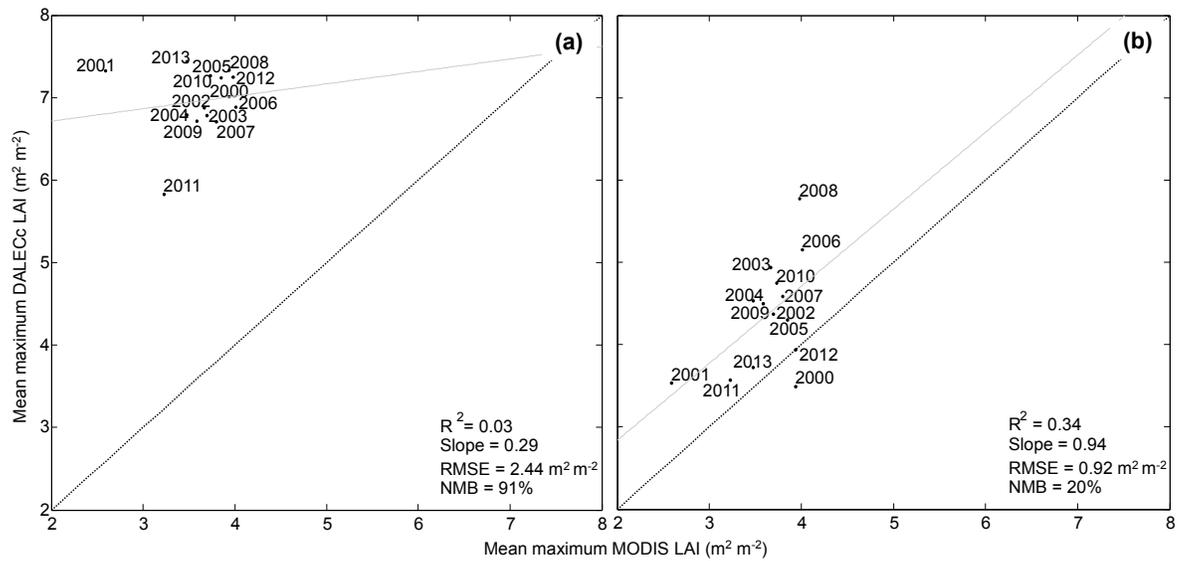 (a)
2001
2013
2005
2008
2010
2012
2000
2002
2006
2004
2003
2009
2007
2011
R² = 0.03
Slope = 0.29
RMSE = 2.44 m² m⁻²
NMB = 91%
8
7
6
5
4
3
2
2 3 4 5 6 7 8
Mean maximum DALECc LAI (m² m⁻²)
(b)
2008
2006
2003
2010
2004
2007
2009
2002
2005
2012
2013
2001
2011
2000
R² = 0.34
Slope = 0.94
RMSE = 0.92 m² m⁻²
NMB = 20%
2 3 4 5 6 7 8
Mean maximum MODIS LAI (m² m⁻²)